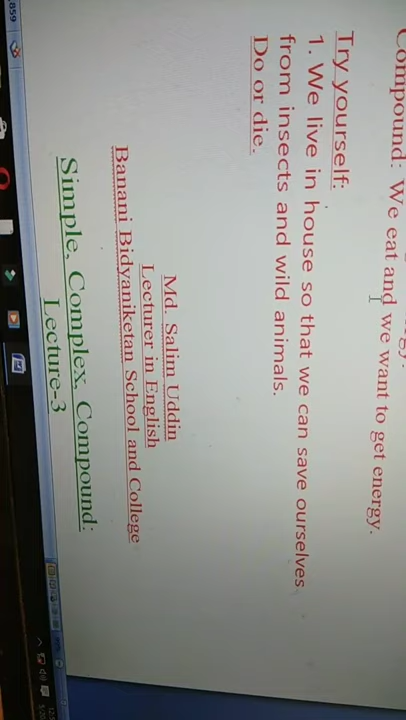 Compound: We eat and we want to get energy.
Try yourself:
1. We live in house so that we can save ourselves
from insects and wild animals.
Do or die.
Md. Salim Uddin
Lecturer in English
Banani Bidyaniketan School and College
Simple, Complex, Compound:
Lecture-3